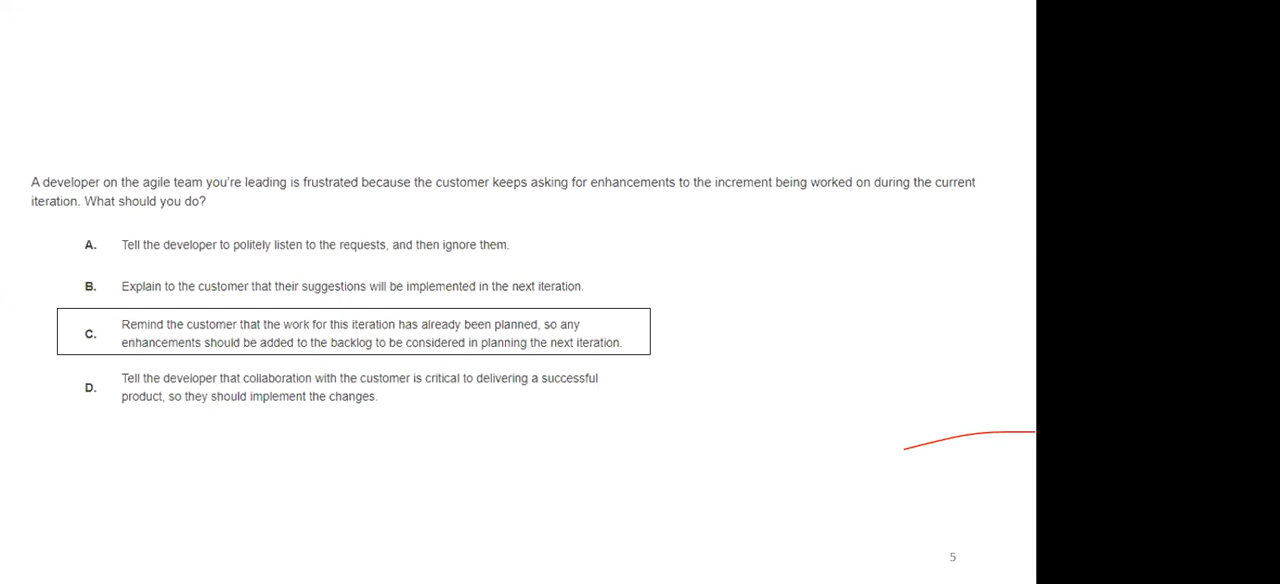 A developer on the agile team you're leading is frustrated because the customer keeps asking for enhancements to the increment being worked on during the current
iteration. What should you do?
A. Tell the developer to politely listen to the requests, and then ignore them.
B. Explain to the customer that their suggestions will be implemented in the next iteration.
C. Remind the customer that the work for this iteration has already been planned, so any
enhancements should be added to the backlog to be considered in planning the next iteration.
D. Tell the developer that collaboration with the customer is critical to delivering a successful
product, so they should implement the changes.
5